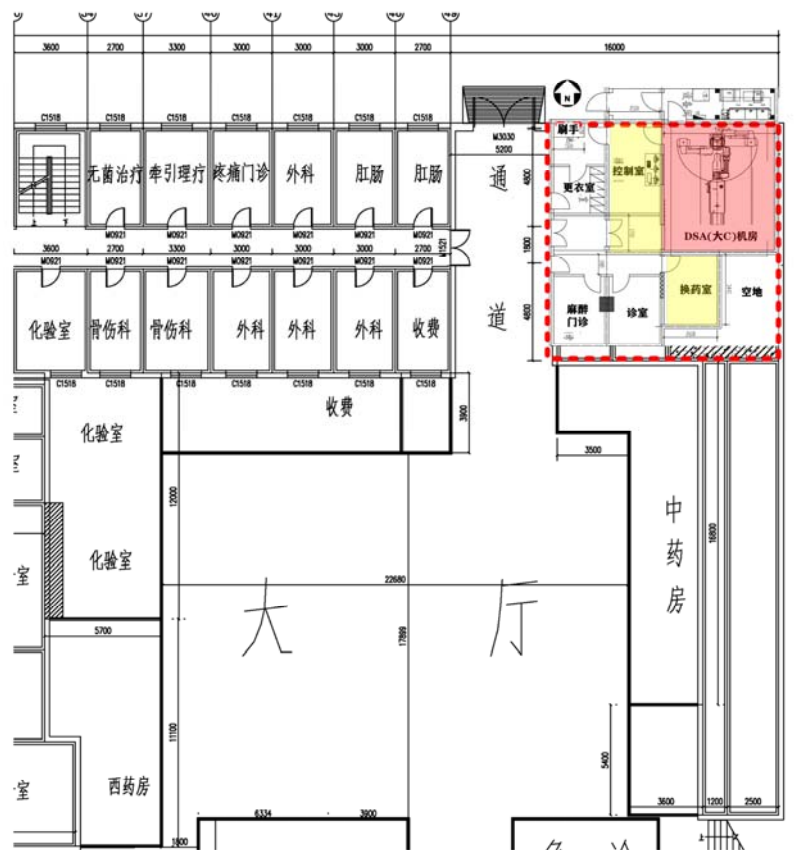 3600 2700 3300 3000 3000 3000 2700 16000
C1518 C1518 C1518 C1518 C1518 C1518 C1518
N
M3030
5200
刷手
无菌治疗 牵引理疗 疼痛门诊 外科 肛肠 肛肠
通
4800
更衣室
控制室
DSA(大C)机房
上 下
M0921 M0921 M0921 M0921 M0921 M0921
3600 2700 3300 3000 3000 3000 2700
M1521
1800
M0921 M0921 M0921 M0921 M0921 M0921 M0921
化验室 骨伤科 骨伤科 外科 外科 外科 收费
道
4800
麻醉门诊
诊室
换药室
空地
C1518 C1518 C1518 C1518 C1518 C1518
收费
3900
化验室
3500
12000
中药房
16800
化验室
室
22680
大厅
17899
5700
11100
5400
西药房
室
3600 1200 2500
6334 3900
1800